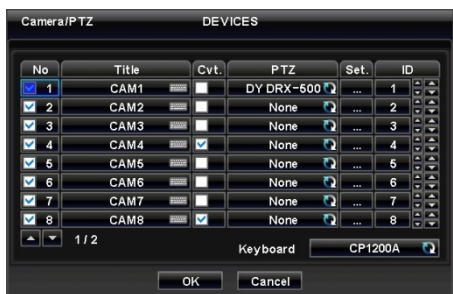 Camera/PTZ DEVICES
No Title Cvt. PTZ Set. ID
1 CAM1 DY DRX-500 ... 1
2 CAM2 None ... 2
3 CAM3 None ... 3
4 CAM4 None ... 4
5 CAM5 None ... 5
6 CAM6 None ... 6
7 CAM7 None ... 7
8 CAM8 None ... 8
1 / 2
Keyboard CP1200A
OK Cancel